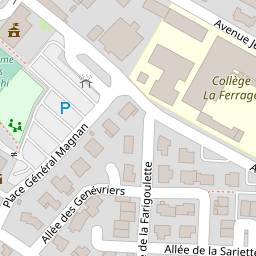 Avenue Je
Collège
La Ferrage
P
Place Général Magnan
Allée des Genévriers
e de la Farigoulette
A
Allée de la Sariette